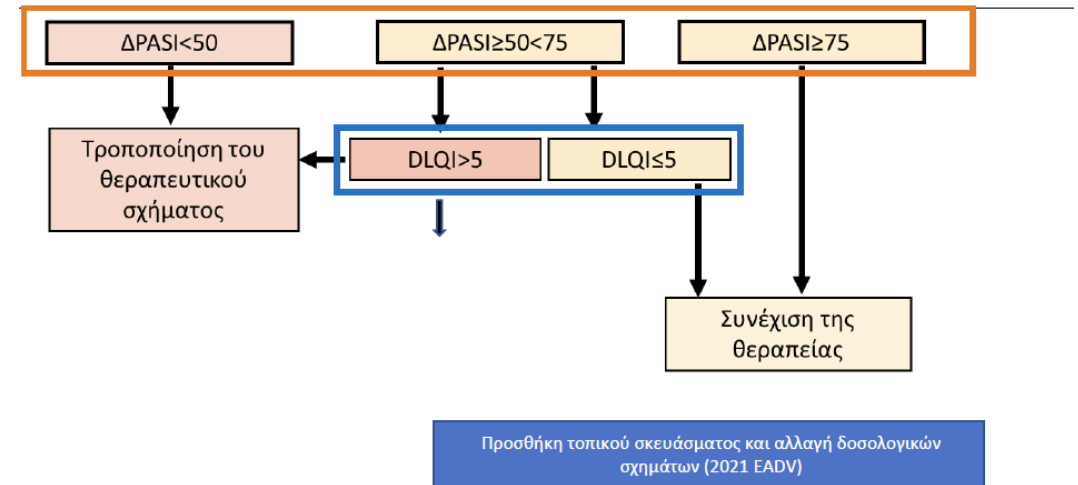 ΔPASI<50
ΔPASI≥50<75
ΔPASI≥75
Τροποποίηση του
θεραπευτικού
σχήματος
DLQI>5
DLQI≤5
Συνέχιση της
θεραπείας
Προσθήκη τοπικού σκευάσματος και αλλαγή δοσολογικών
σχημάτων (2021 EADV)